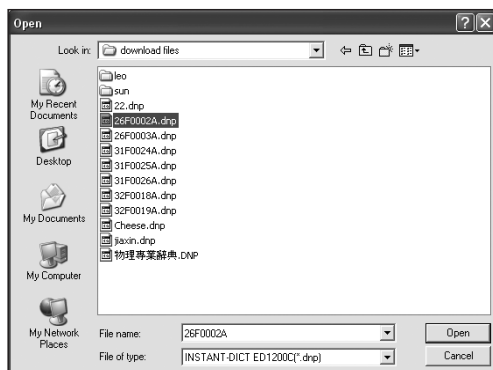 Open
Look in: download files
My Recent
Documents
Desktop
My Documents
My Computer
My Network
Places
leo
sun
22.dnp
26F0002A.dnp
26F0003A.dnp
31F0024A.dnp
31F0025A.dnp
31F0026A.dnp
32F0018A.dnp
32F0019A.dnp
Cheese.dnp
jiaxin.dnp
物理專業辭典.DNP
File name: 26F0002A Open
File of type: INSTANT-DICT ED1200C(*.dnp) Cancel